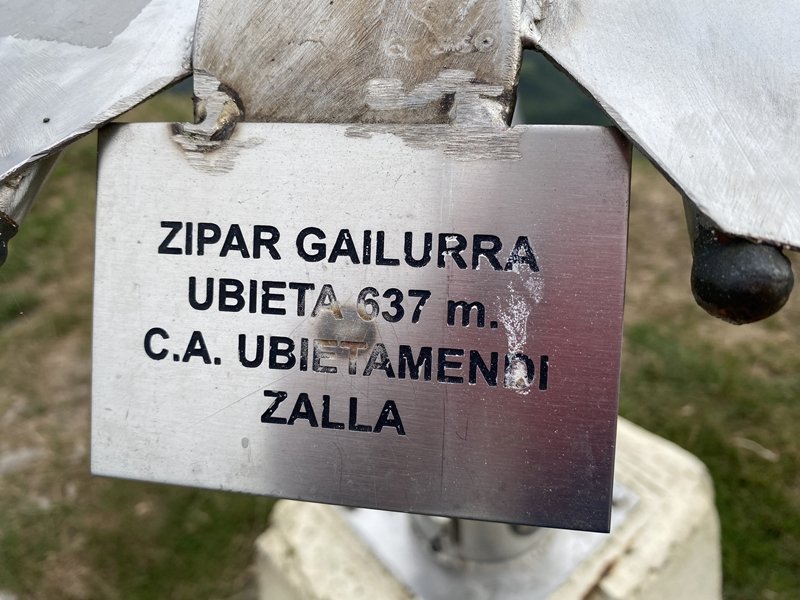 ZIPAR GAILURRA
UBIETA 637 m.
C.A. UBIETAMENDI
ZALLA